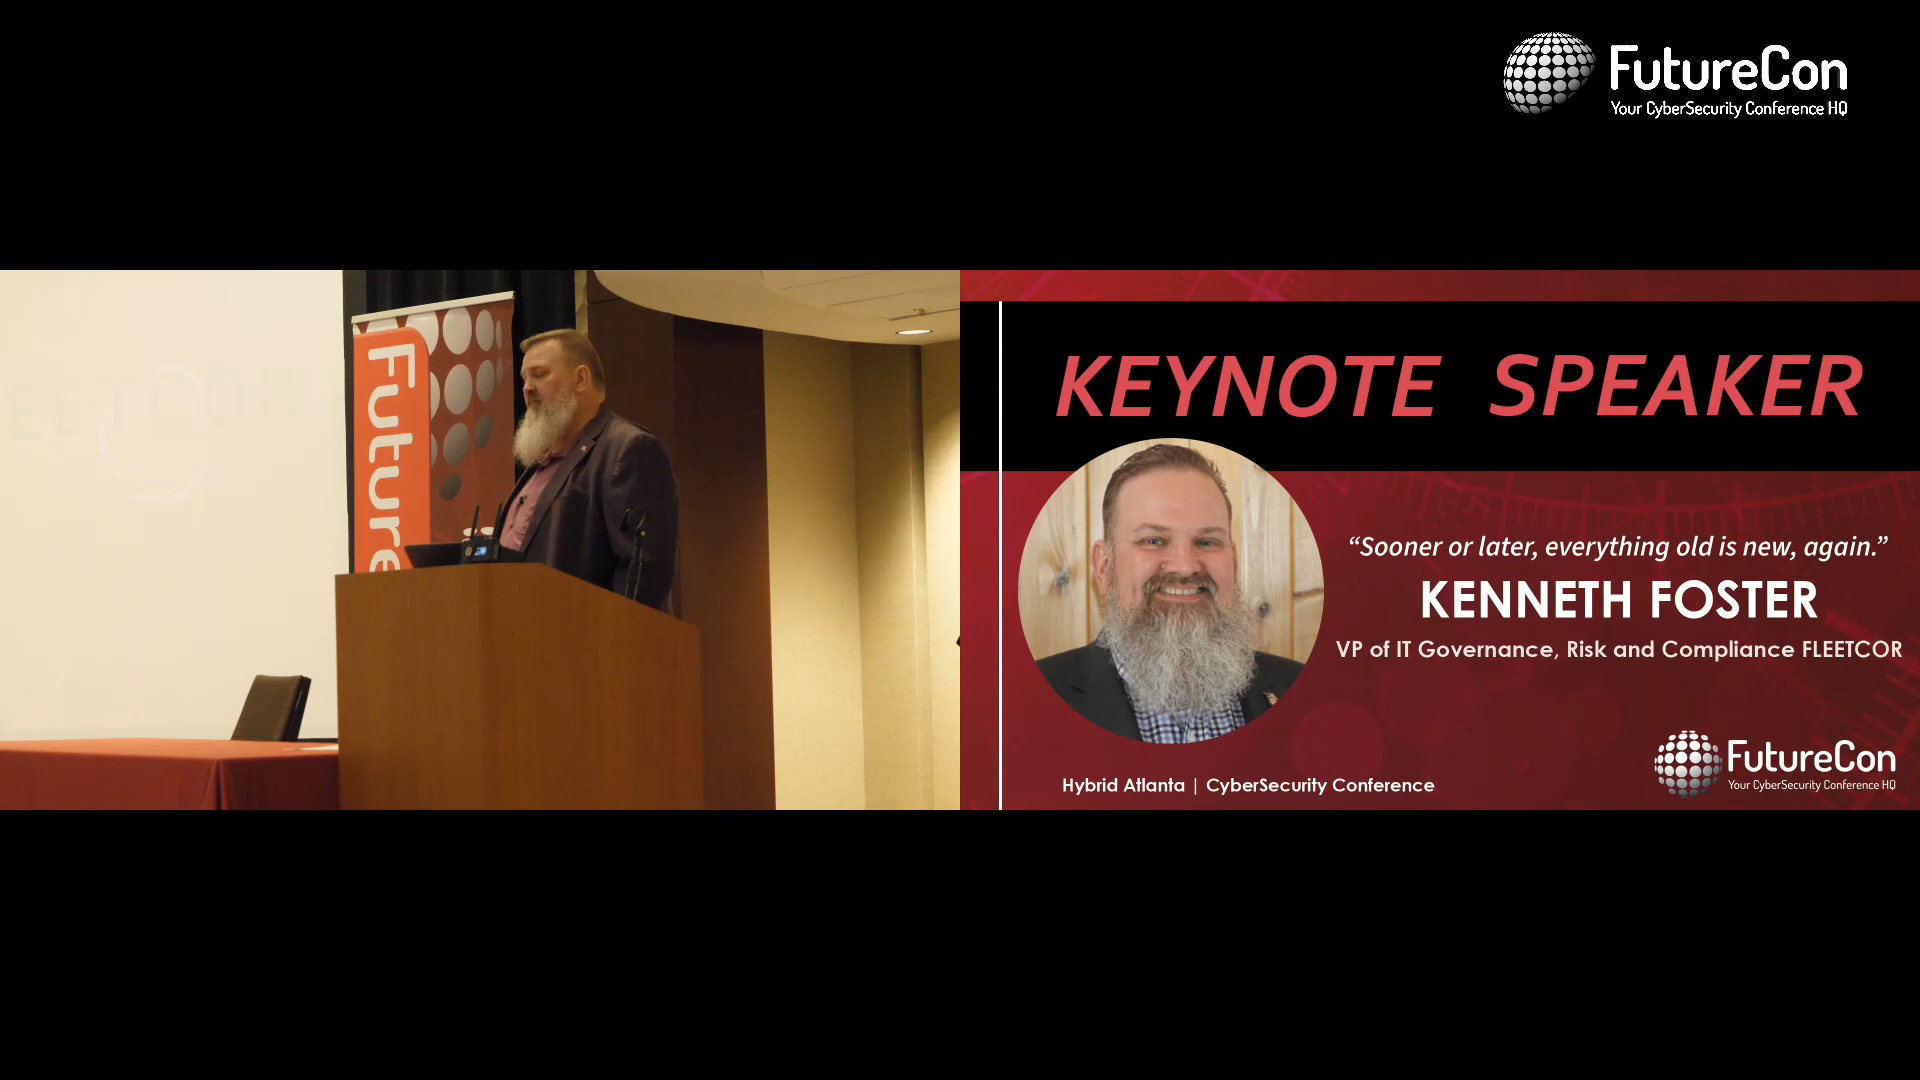 FutureCon
Your CyberSecurity Conference HQ
Future
KEYNOTE SPEAKER
“Sooner or later, everything old is new, again.”
KENNETH FOSTER
VP of IT Governance, Risk and Compliance FLEETCOR
Hybrid Atlanta | CyberSecurity Conference
FutureCon
Your CyberSecurity Conference HQ